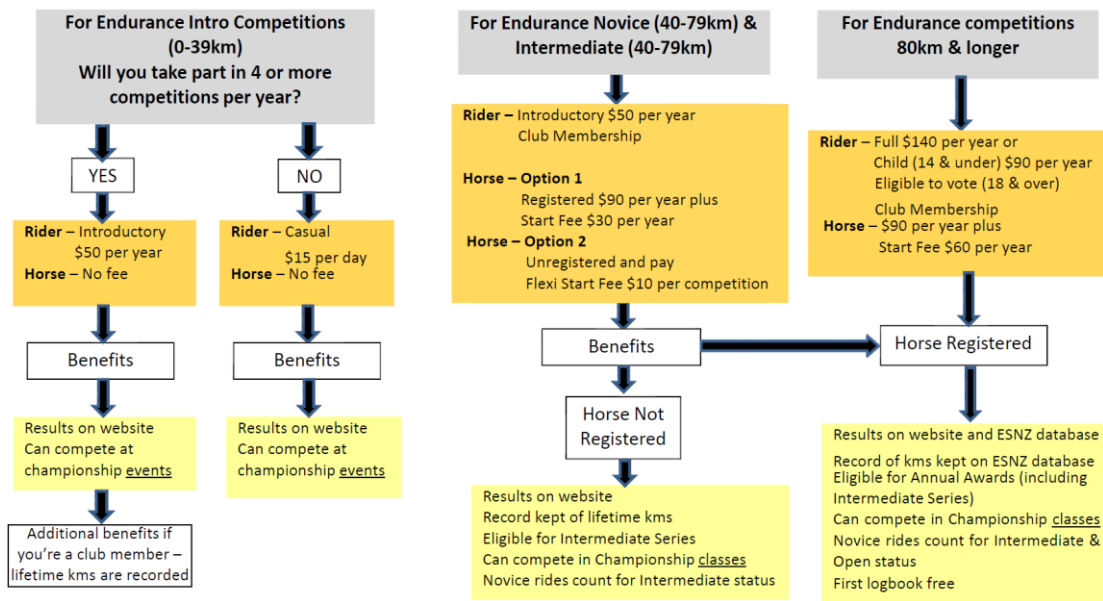 For Endurance Intro Competitions
(0-39km)
Will you take part in 4 or more
competitions per year?
YES
NO
Rider – Introductory
$50 per year
Horse – No fee
Rider – Casual
$15 per day
Horse – No fee
Benefits
Benefits
Results on website
Can compete at
championship events
Results on website
Can compete at
championship events
Additional benefits if
you're a club member –
lifetime kms are recorded
For Endurance Novice (40-79km) &
Intermediate (40-79km)
Rider – Introductory $50 per year
Club Membership
Horse – Option 1
Registered $90 per year plus
Start Fee $30 per year
Horse – Option 2
Unregistered and pay
Flexi Start Fee $10 per competition
Benefits
Horse Not
Registered
Results on website
Record kept of lifetime kms
Eligible for Intermediate Series
Can compete in Championship classes
Novice rides count for Intermediate status
For Endurance competitions
80km & longer
Rider – Full $140 per year or
Child (14 & under) $90 per year
Eligible to vote (18 & over)
Club Membership
Horse – $90 per year plus
Start Fee $60 per year
Horse Registered
Results on website and ESNZ database
Record of kms kept on ESNZ database
Eligible for Annual Awards (including
Intermediate Series)
Can compete in Championship classes
Novice rides count for Intermediate &
Open status
First logbook free